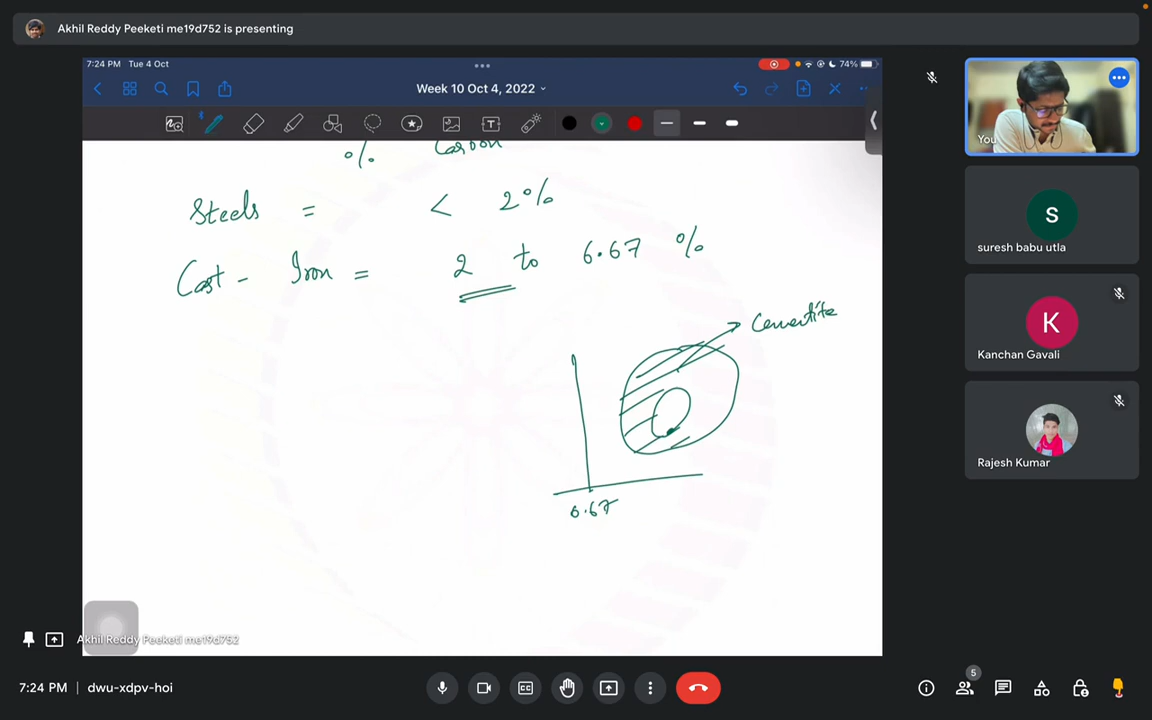 Akhil Reddy Peeketi me19d752 is presenting
7:24 PM Tue 4 Oct
74%
Week 10 Oct 4, 2022
You
% Carbon
Steels = < 2%
Cast - Iron = 2 to 6.67 %
Cementite
6.67
S
suresh babu utla
K
Kanchan Gavali
Rajesh Kumar
Akhil Reddy Peeketi me19d752
7:24 PM | dwu-xdpv-hoi
5